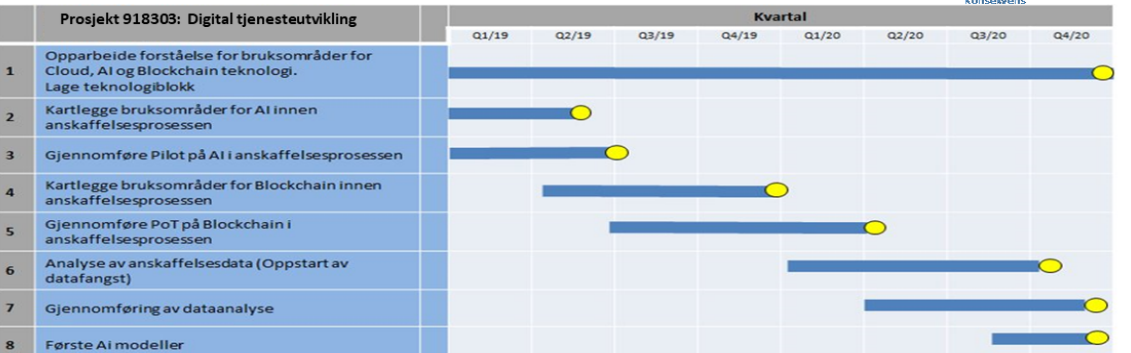 konsekvens
Prosjekt 918303: Digital tjenesteutvikling
Kvartal
Q1/19 Q2/19 Q3/19 Q4/19 Q1/20 Q2/20 Q3/20 Q4/20
1
Opparbeide forståelse for bruksområder for
Cloud, AI og Blockchain teknologi.
Lage teknologiblokk
2
Kartlegge bruksområder for AI innen
anskaffelsesprosessen
3
Gjennomføre Pilot på AI i anskaffelsesprosessen
4
Kartlegge bruksområder for Blockchain innen
anskaffelsesprosessen
5
Gjennomføre PoT på Blockchain i
anskaffelsesprosessen
6
Analyse av anskaffelsesdata (Oppstart av
datafangst)
7
Gjennomføring av dataanalyse
8
Første Ai modeller